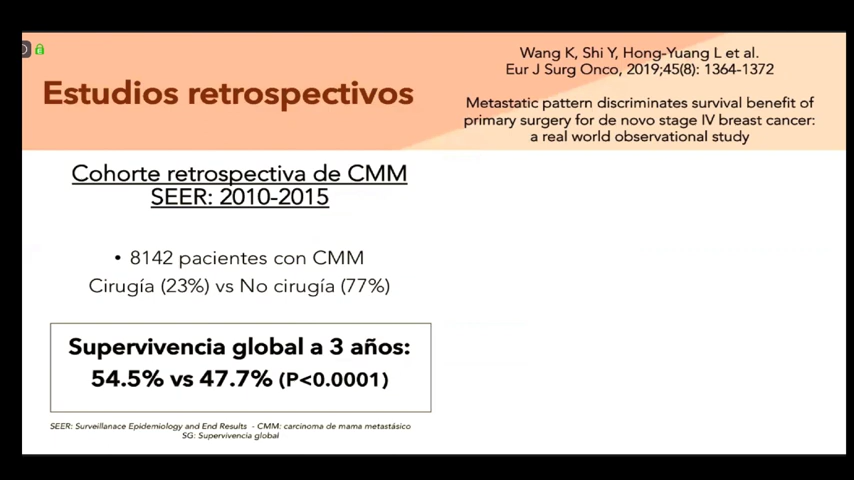 Estudios retrospectivos
Wang K, Shi Y, Hong-Yuang L et al.
Eur J Surg Onco, 2019;45(8): 1364-1372
Metastatic pattern discriminates survival benefit of
primary surgery for de novo stage IV breast cancer:
a real world observational study
Cohorte retrospectiva de CMM
SEER: 2010-2015
• 8142 pacientes con CMM
Cirugía (23%) vs No cirugía (77%)
Supervivencia global a 3 años:
54.5% vs 47.7% (P<0.0001)
SEER: Surveillanace Epidemiology and End Results - CMM: carcinoma de mama metastásico
SG: Supervivencia global